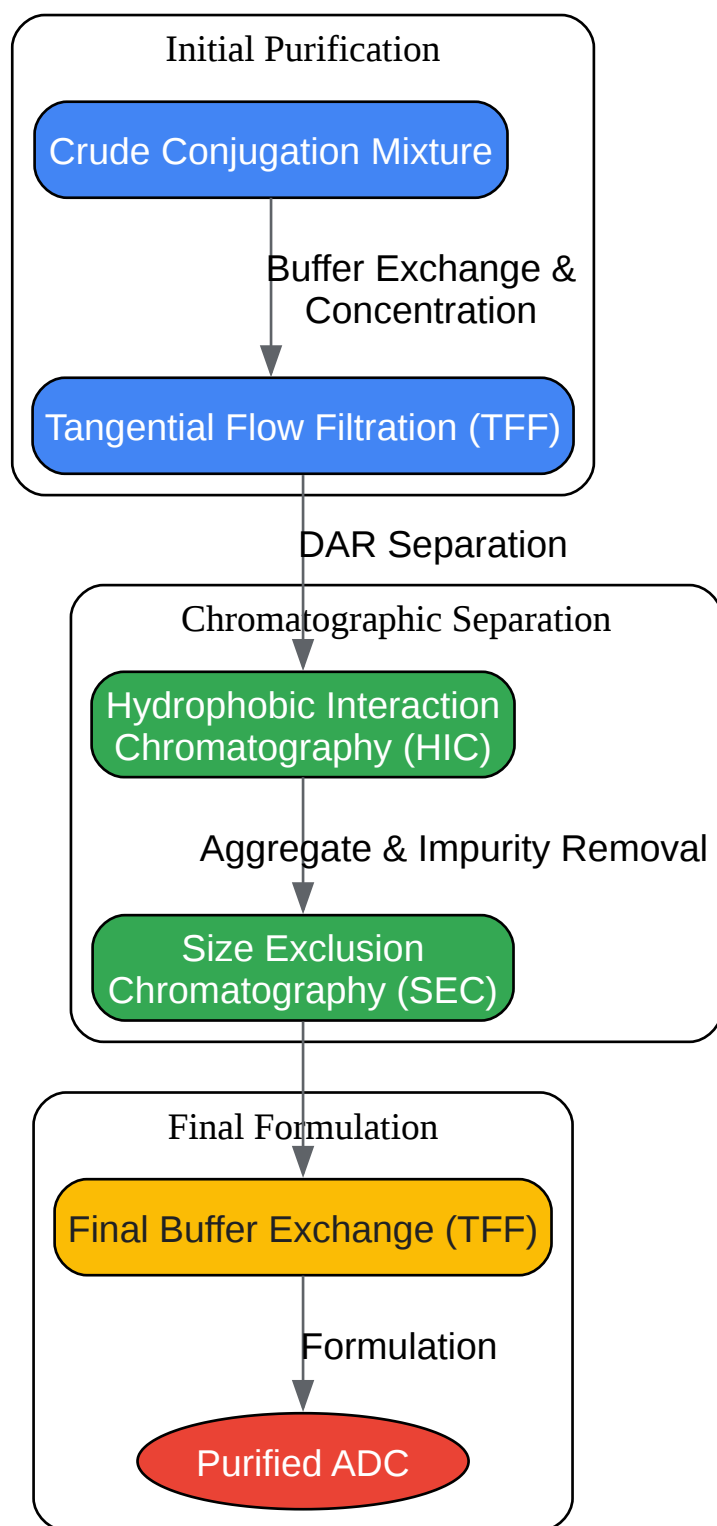 Initial Purification
Crude Conjugation Mixture
Buffer Exchange &
Concentration
Tangential Flow Filtration (TFF)
DAR Separation
Chromatographic Separation
Hydrophobic Interaction
Chromatography (HIC)
Aggregate & Impurity Removal
Size Exclusion
Chromatography (SEC)
Final Formulation
Final Buffer Exchange (TFF)
Formulation
Purified ADC